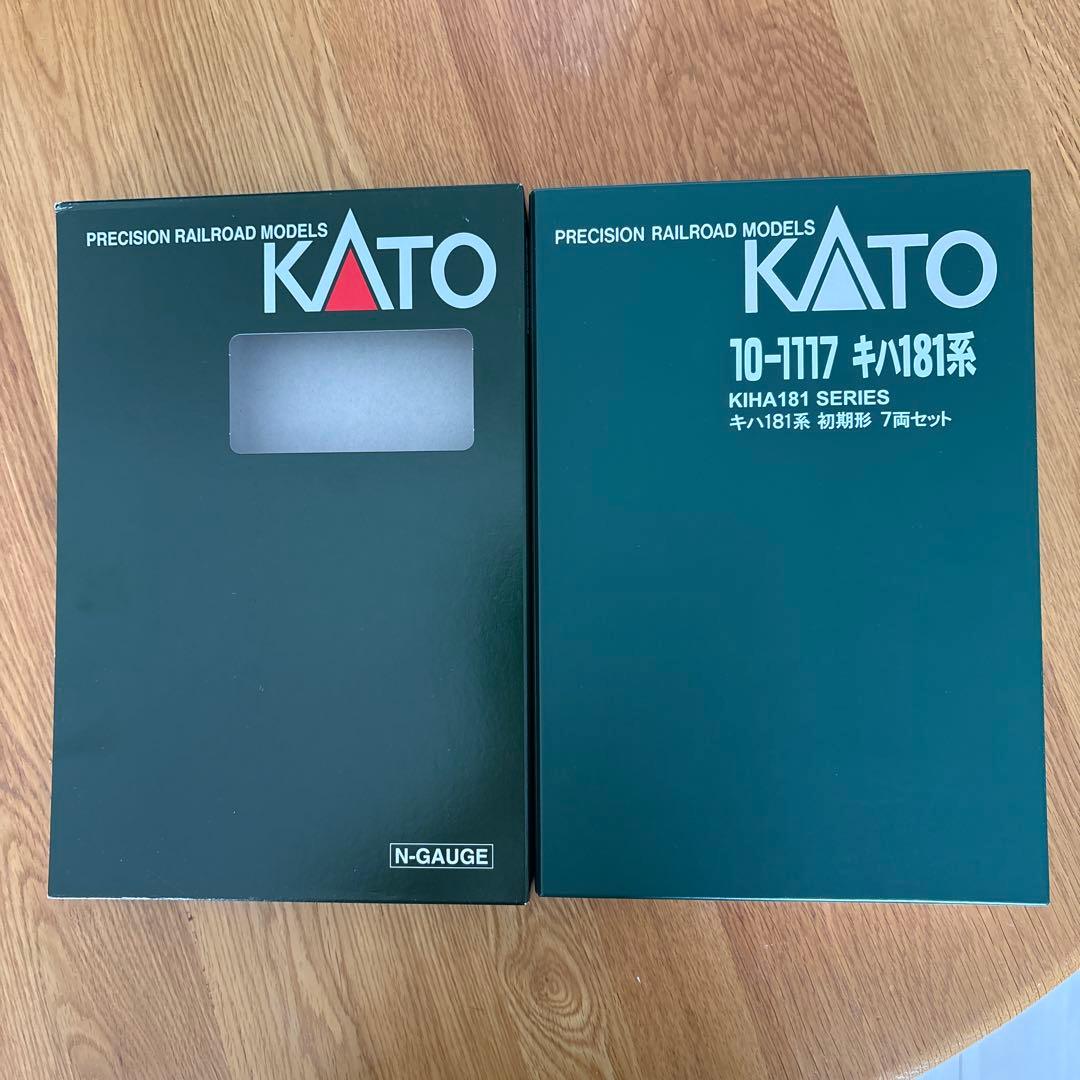 PRECISION RAILROAD MODELS
KATO
N-GAUGE
PRECISION RAILROAD MODELS
KATO
10-1117 キハ181系
KIHA181 SERIES
キハ181系 初期形 7両セット